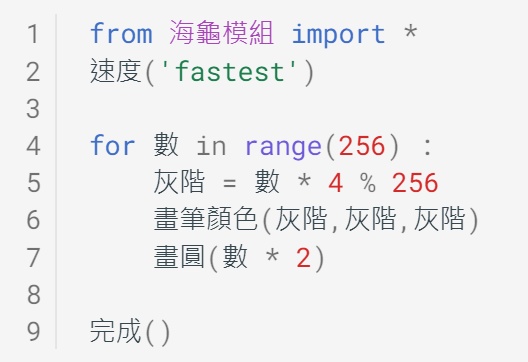 1 from 海龜模組 import *
2 速度('fastest')
3
4 for 數 in range(256) :
5     灰階 = 數 * 4 % 256
6     畫筆顏色(灰階,灰階,灰階)
7     畫圓(數 * 2)
8
9 完成()